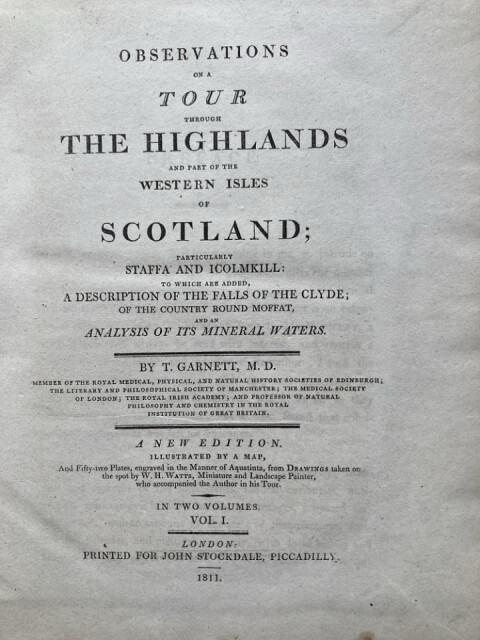 OBSERVATIONS
ON A
TOUR
THROUGH
THE HIGHLANDS
AND PART OF THE
WESTERN ISLES
OF
SCOTLAND;
PARTICULARLY
STAFFA AND ICOLMKILL:
TO WHICH ARE ADDED,
A DESCRIPTION OF THE FALLS OF THE CLYDE;
OF THE COUNTRY ROUND MOFFAT,
AND AN
ANALYSIS OF ITS MINERAL WATERS.
BY T. GARNETT, M. D.
MEMBER OF THE ROYAL MEDICAL, PHYSICAL, AND NATURAL HISTORY SOCIETIES OF EDINBURGH;
THE LITERARY AND PHILOSOPHICAL SOCIETY OF MANCHESTER; THE MEDICAL SOCIETY
OF LONDON; THE ROYAL IRISH ACADEMY; AND PROFESSOR OF NATURAL
PHILOSOPHY AND CHEMISTRY IN THE ROYAL
INSTITUTION OF GREAT BRITAIN.
A NEW EDITION.
ILLUSTRATED BY A MAP,
And Fifty-two Plates, engraved in the Manner of Aquatinta, from DRAWINGS taken on
the spot by W. H. WATTS, Miniature and Landscape Painter,
who accompanied the Author in his Tour.
IN TWO VOLUMES.
VOL. I.
LONDON:
PRINTED FOR JOHN STOCKDALE, PICCADILLY.
1811.